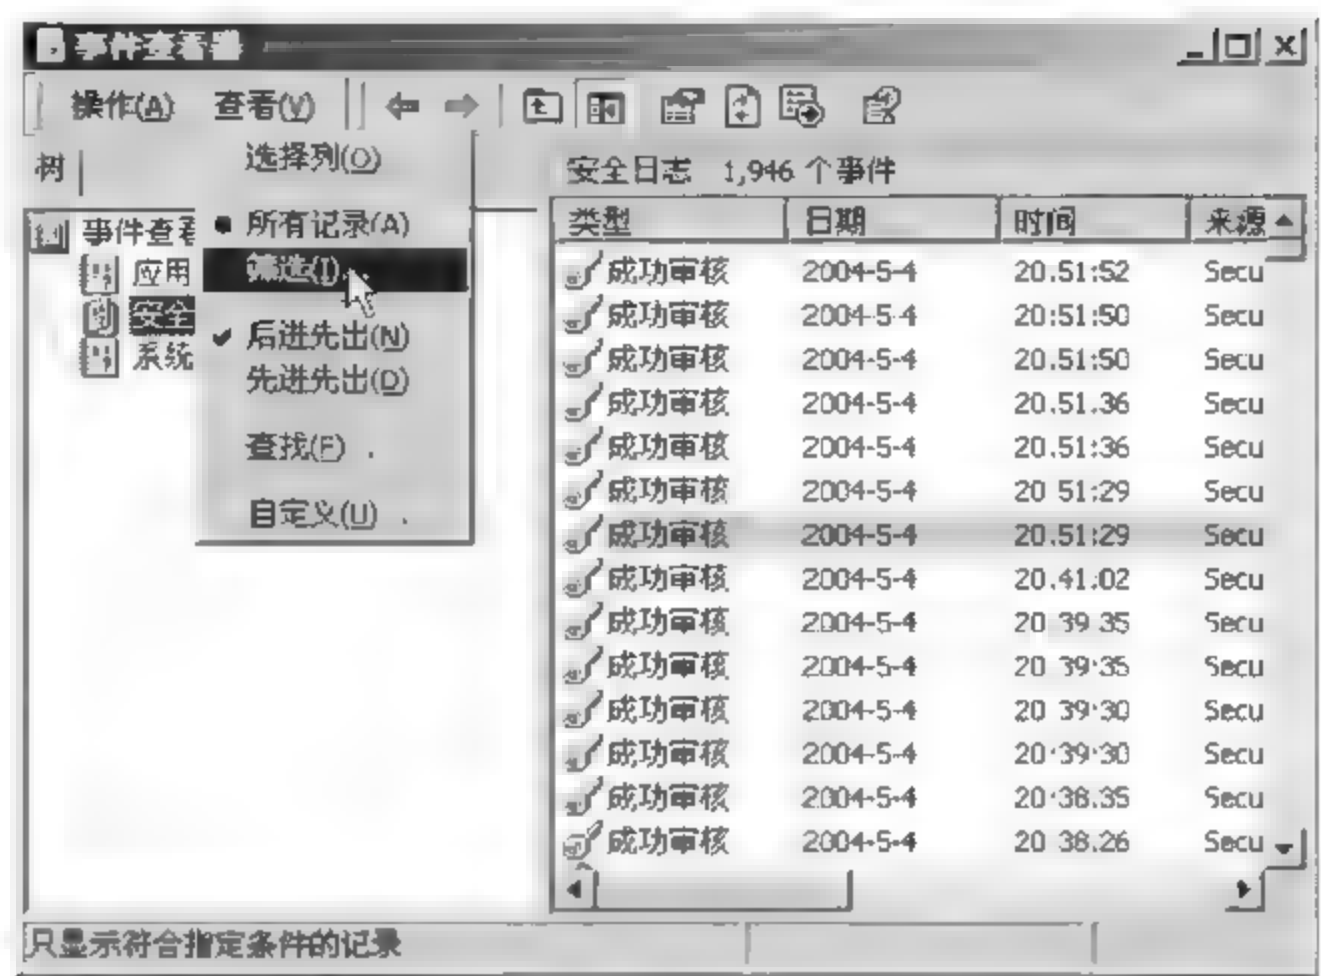 事件查看器
操作(A) 查看(V)
树
选择列(O)
所有记录(A)
筛选(I)
后进先出(N)
先进先出(O)
查找(F)
自定义(U)
事件查看
应用
安全
系统
安全日志 1,946 个事件
类型 日期 时间 来源
成功审核 2004-5-4 20:51:52 Secu
成功审核 2004-5-4 20:51:50 Secu
成功审核 2004-5-4 20:51:50 Secu
成功审核 2004-5-4 20:51:36 Secu
成功审核 2004-5-4 20:51:36 Secu
成功审核 2004-5-4 20:51:29 Secu
成功审核 2004-5-4 20:51:29 Secu
成功审核 2004-5-4 20:41:02 Secu
成功审核 2004-5-4 20:39:35 Secu
成功审核 2004-5-4 20:39:35 Secu
成功审核 2004-5-4 20:39:30 Secu
成功审核 2004-5-4 20:39:30 Secu
成功审核 2004-5-4 20:38:35 Secu
成功审核 2004-5-4 20:38:26 Secu
只显示符合指定条件的记录